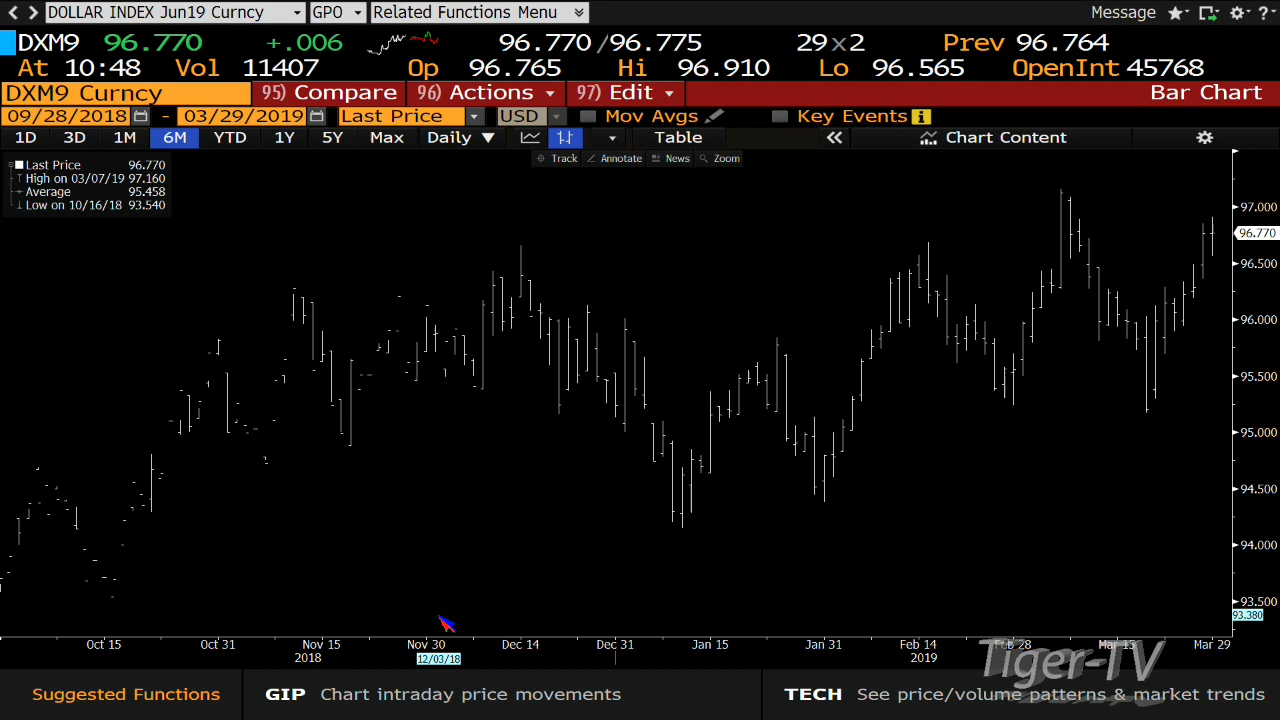 DOLLAR INDEX Jun19 Curncy GPO Related Functions Menu Message ?
DXM9 96.770 +.006 96.770/96.775 29x2 Prev 96.764
At 10:48 Vol 11407 Op 96.765 Hi 96.910 Lo 96.565 OpenInt 45768
DXM9 Curncy 95) Compare 96) Actions 97) Edit Bar Chart
09/28/2018 - 03/29/2019 Last Price USD Mov Avgs Key Events i
1D 3D 1M 6M YTD 1Y 5Y Max Daily Table Chart Content
Track Annotate News Zoom
Last Price 96.770
High on 03/07/19 97.160
Average 95.458
Low on 10/16/18 93.540
97.000
96.770
96.500
96.000
95.500
95.000
94.500
94.000
93.500
93.380
Oct 15 Oct 31 Nov 15 Nov 30 Dec 14 Dec 31 Jan 15 Jan 31 Feb 14 Feb 28 Mar 15 Mar 29
2018 12/03/18 2019
Tiger-TV
Suggested Functions GIP Chart intraday price movements TECH See price/volume patterns & market trends